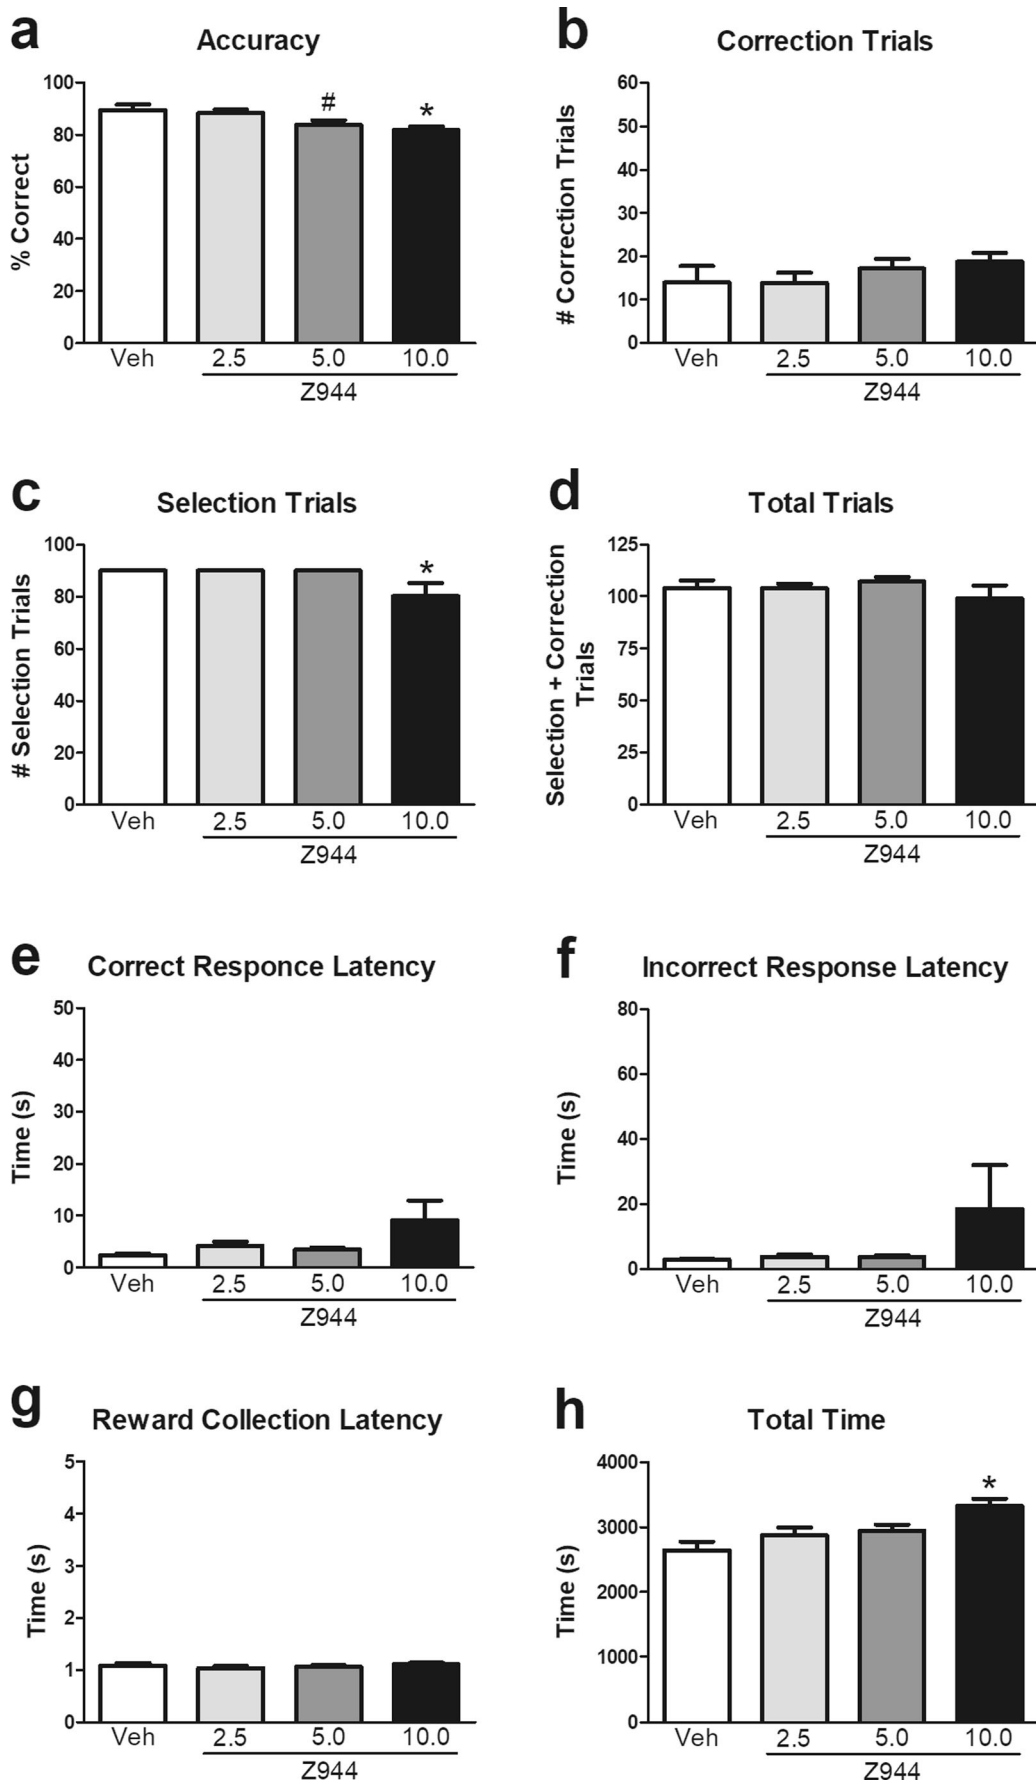 a
Accuracy
% Correct
100
80
60
40
20
0
#
*
Veh 2.5 5.0 10.0
Z944
b
Correction Trials
# Correction Trials
60
50
40
30
20
10
0
Veh 2.5 5.0 10.0
Z944
c
Selection Trials
# Selection Trials
100
80
60
40
20
0
*
Veh 2.5 5.0 10.0
Z944
d
Total Trials
Selection + Correction
Trials
125
100
75
50
25
0
Veh 2.5 5.0 10.0
Z944
e
Correct Responce Latency
Time (s)
50
40
30
20
10
0
Veh 2.5 5.0 10.0
Z944
f
Incorrect Response Latency
Time (s)
80
60
40
20
0
Veh 2.5 5.0 10.0
Z944
g
Reward Collection Latency
Time (s)
5
4
3
2
1
0
Veh 2.5 5.0 10.0
Z944
h
Total Time
Time (s)
4000
3000
2000
1000
0
*
Veh 2.5 5.0 10.0
Z944